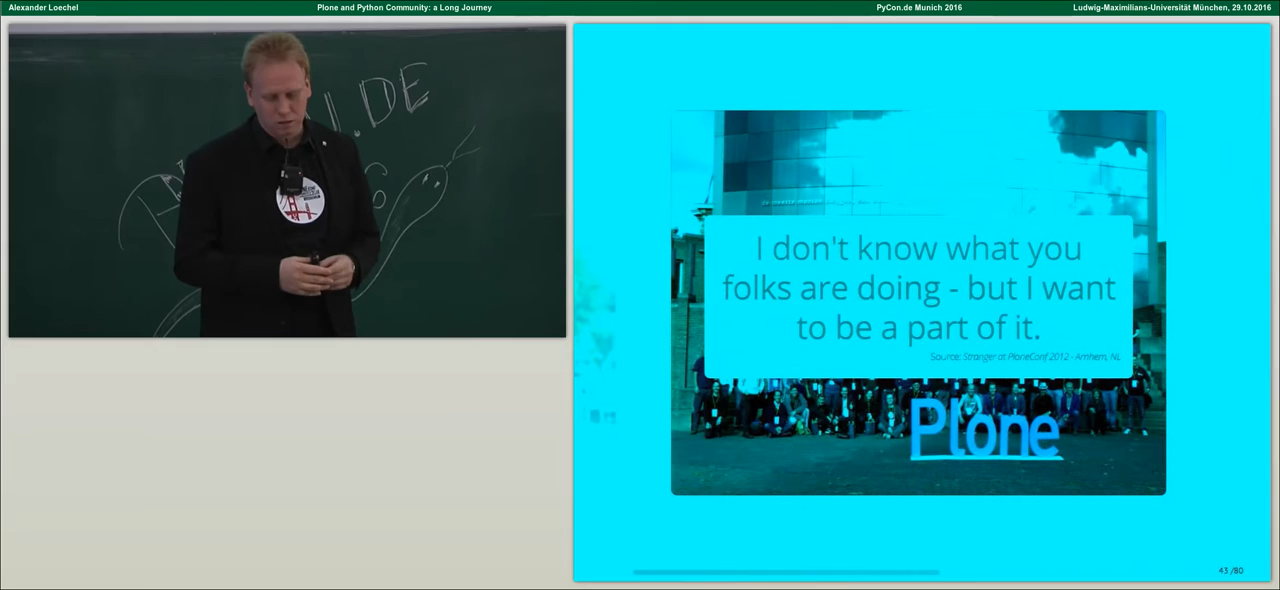 Alexander Loechel
Plone and Python Community: a Long Journey
PyCon.de Munich 2016
Ludwig-Maximilians-Universität München, 29.10.2016
.DE
I don't know what you
folks are doing - but I want
to be a part of it.
Source: Stranger at PloneConf 2012 - Arnhem, NL
Plone
43 /80